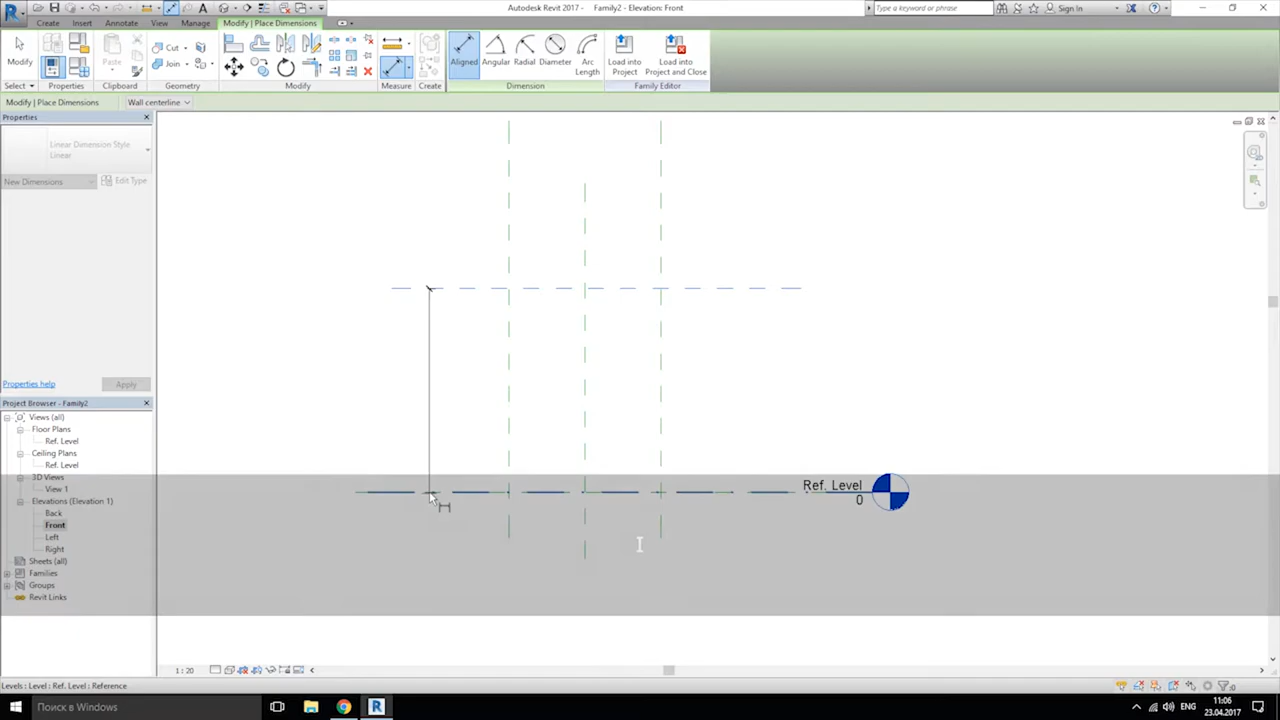 Autodesk Revit 2017 - Family2 - Elevation: Front
Type a keyword or phrase
Sign In
Create Insert Annotate View Manage Modify | Place Dimensions
Modify
Paste
Cut
Join
Aligned
Angular
Radial
Diameter
Arc
Length
Load into
Project
Load into
Project and Close
Select
Properties
Clipboard
Geometry
Modify
Measure
Create
Dimension
Family Editor
Modify | Place Dimensions
Wall centerline
Properties
Linear Dimension Style
Linear
New Dimensions
Edit Type
Properties help
Apply
Project Browser - Family2
Views (all)
Floor Plans
Ref. Level
Ceiling Plans
Ref. Level
3D Views
View 1
Elevations (Elevation 1)
Back
Front
Left
Right
Sheets (all)
Families
Groups
Revit Links
Ref. Level
0
1 : 20
Levels : Level : Ref. Level : Reference
:0
Поиск в Windows
ENG
11:06
23.04.2017